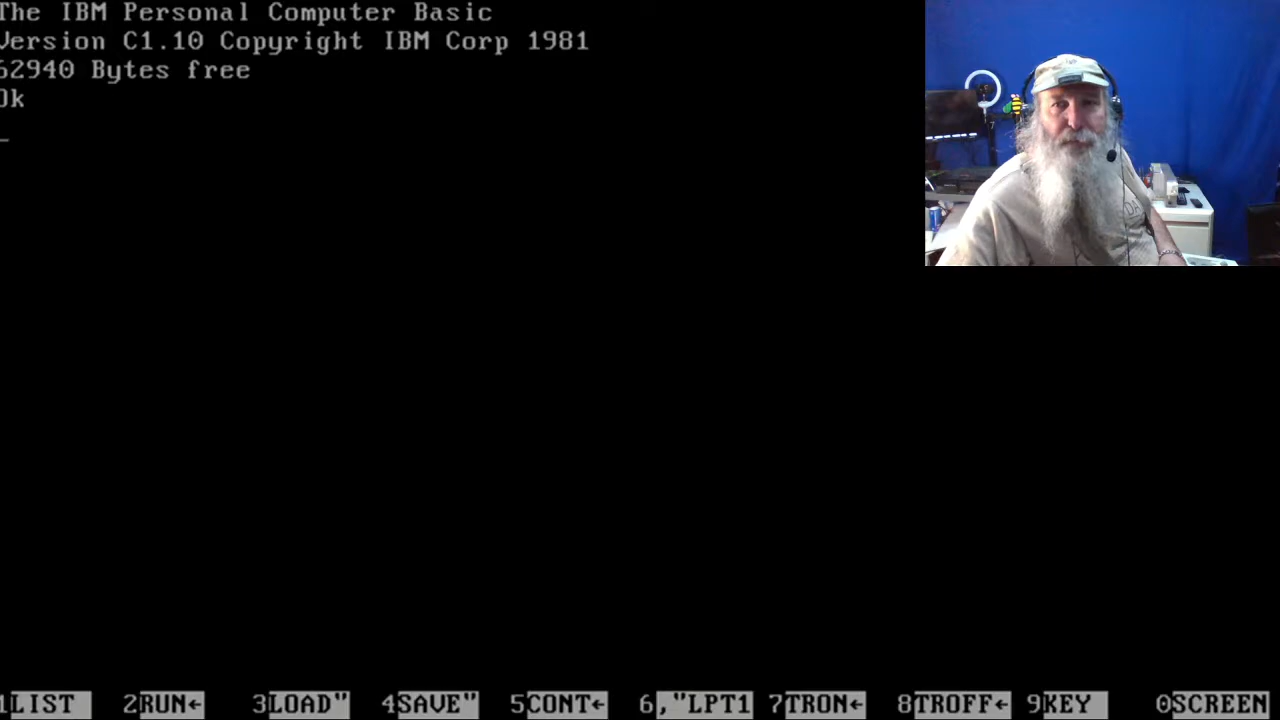 The IBM Personal Computer Basic
Version C1.10 Copyright IBM Corp 1981
62940 Bytes free
Ok
1LIST 2RUN← 3LOAD" 4SAVE" 5CONT← 6,"LPT1 7TRON← 8TROFF← 9KEY 0SCREEN